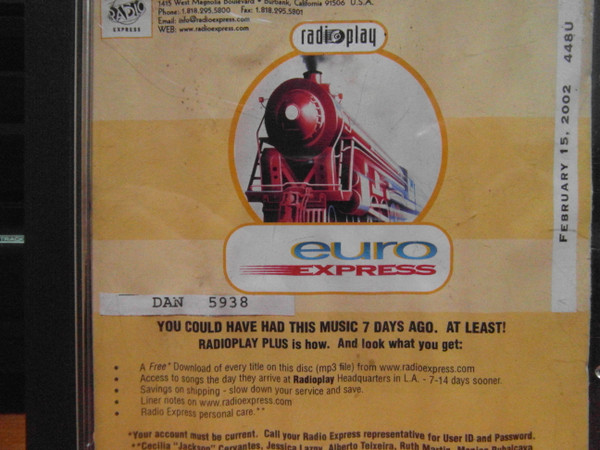 RADIO
EXPRESS
1415 West Magnolia Boulevard • Burbank, California 91506 U.S.A.
Phone: 1.818.295.5800 Fax: 1.818.295.5801
Email: info@radioexpress.com
WEB: www.radioexpress.com
radioplay
FEBRUARY 15, 2002 448U
euro
EXPRESS
DAN 5938
YOU COULD HAVE HAD THIS MUSIC 7 DAYS AGO. AT LEAST!
RADIOPLAY PLUS is how. And look what you get:
• A Free* Download of every title on this disc (mp3 file) from www.radioexpress.com
• Access to songs the day they arrive at Radioplay Headquarters in L.A. - 7-14 days sooner.
• Savings on shipping - slow down your service and save.
• Liner notes on www.radioexpress.com
• Radio Express personal care.**
*Your account must be current. Call your Radio Express representative for User ID and Password.
**Cecilia "Jackpie" Cervantes, Jessica Lazoy, Alberto Teixeira, Ruth Martin,